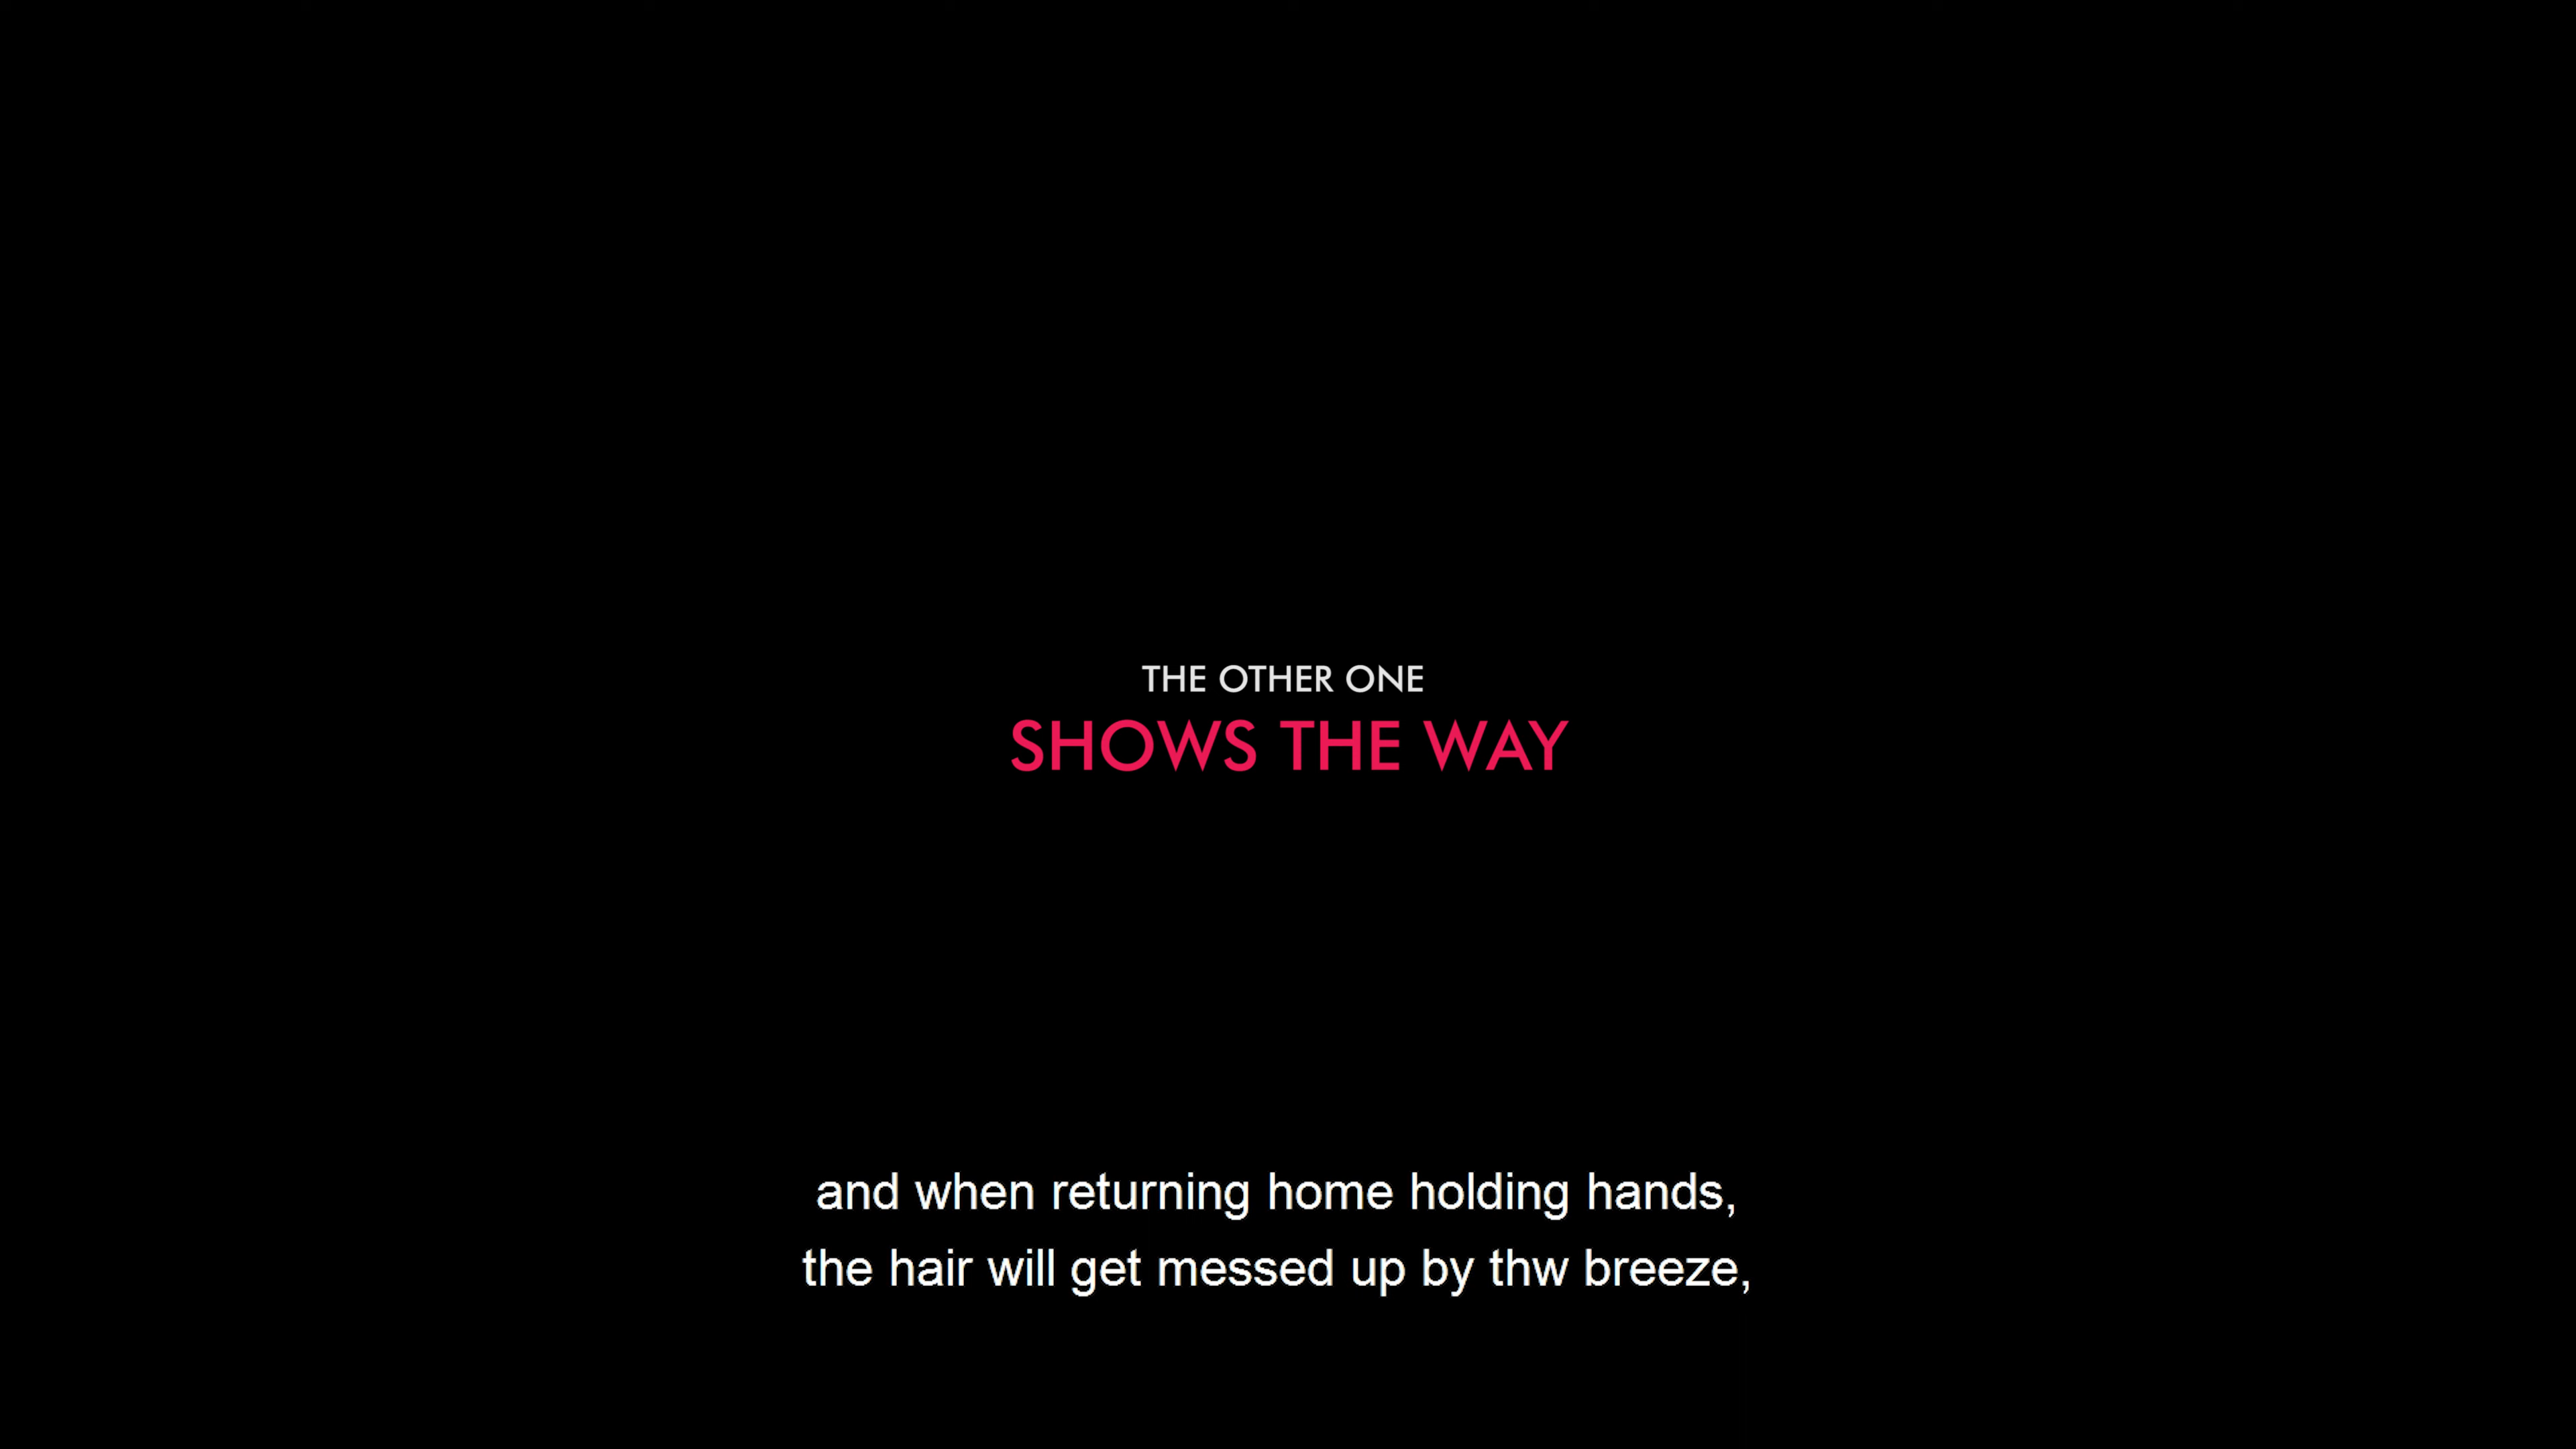 THE OTHER ONE
SHOWS THE WAY
and when returning home holding hands,
the hair will get messed up by thw breeze,